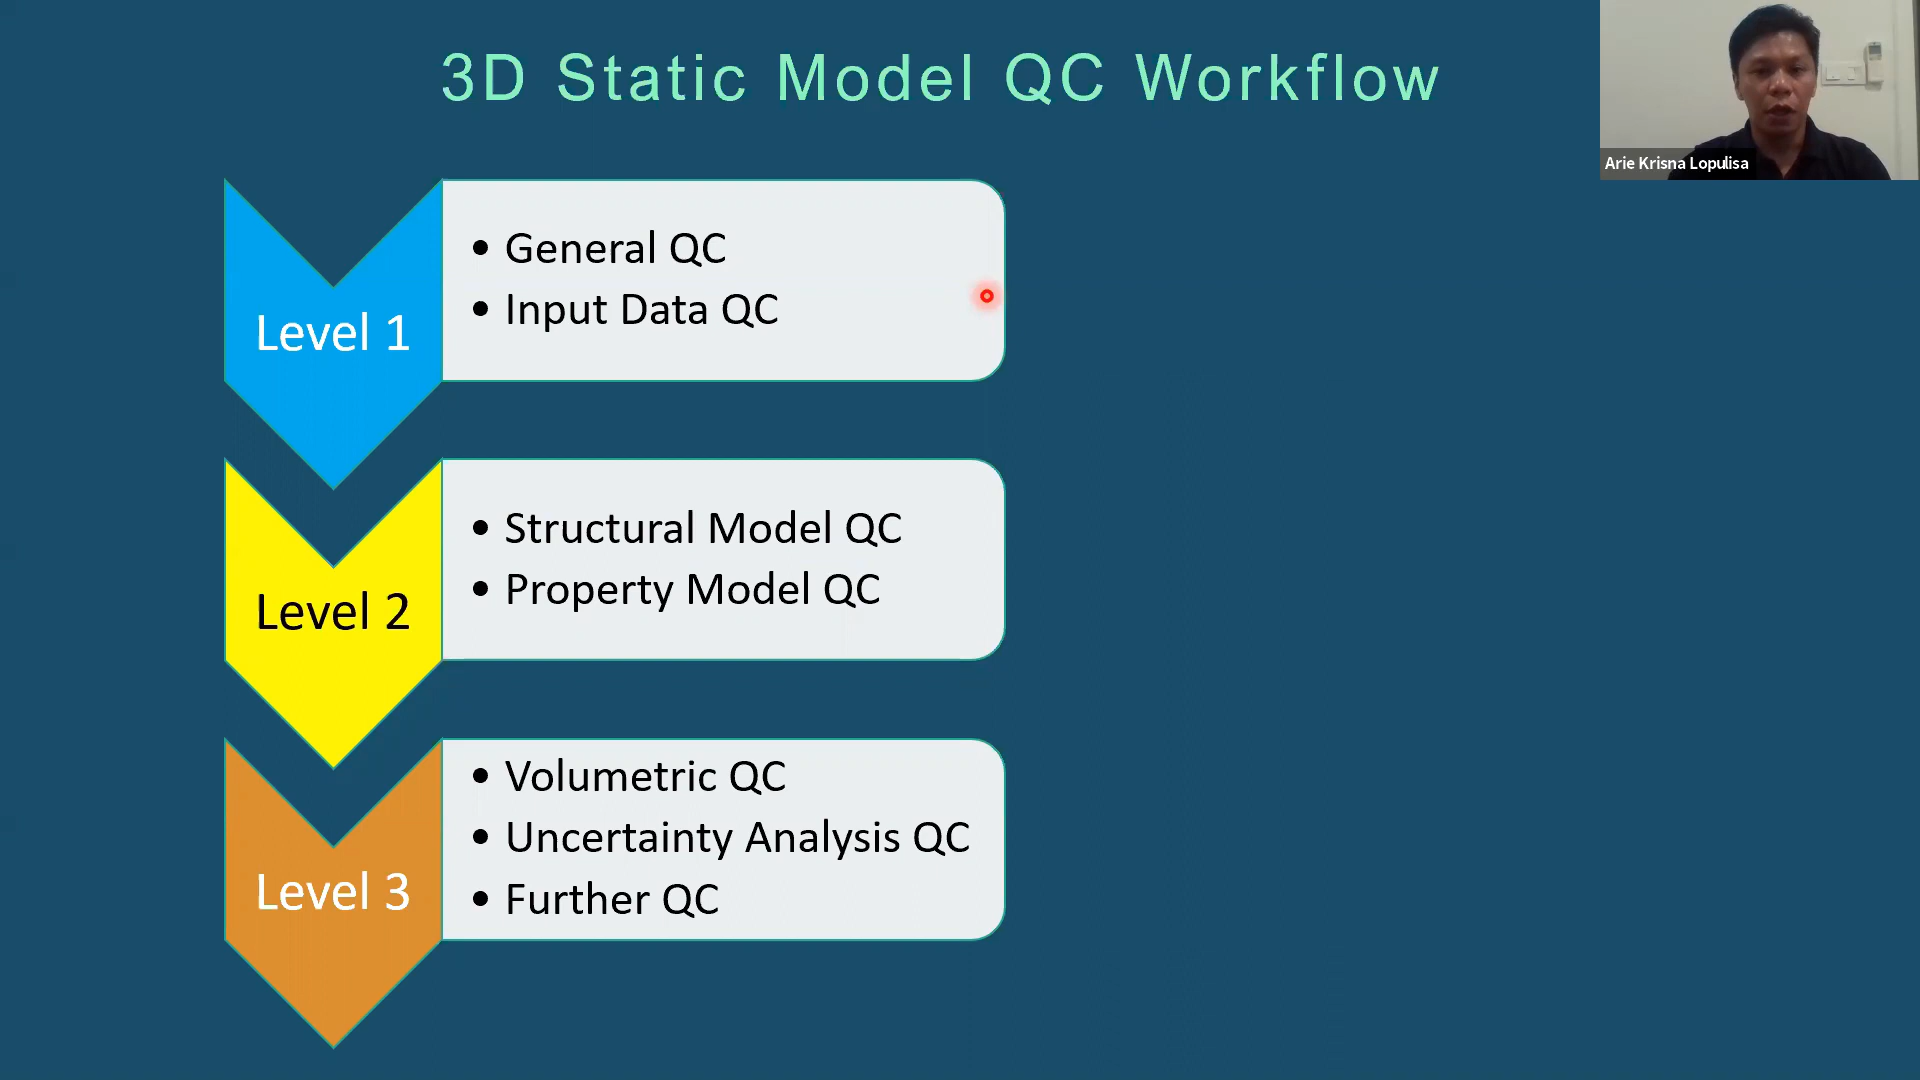 3D Static Model QC Workflow
Arie Krisna Lopulisa
Level 1
• General QC
• Input Data QC
Level 2
• Structural Model QC
• Property Model QC
Level 3
• Volumetric QC
• Uncertainty Analysis QC
• Further QC